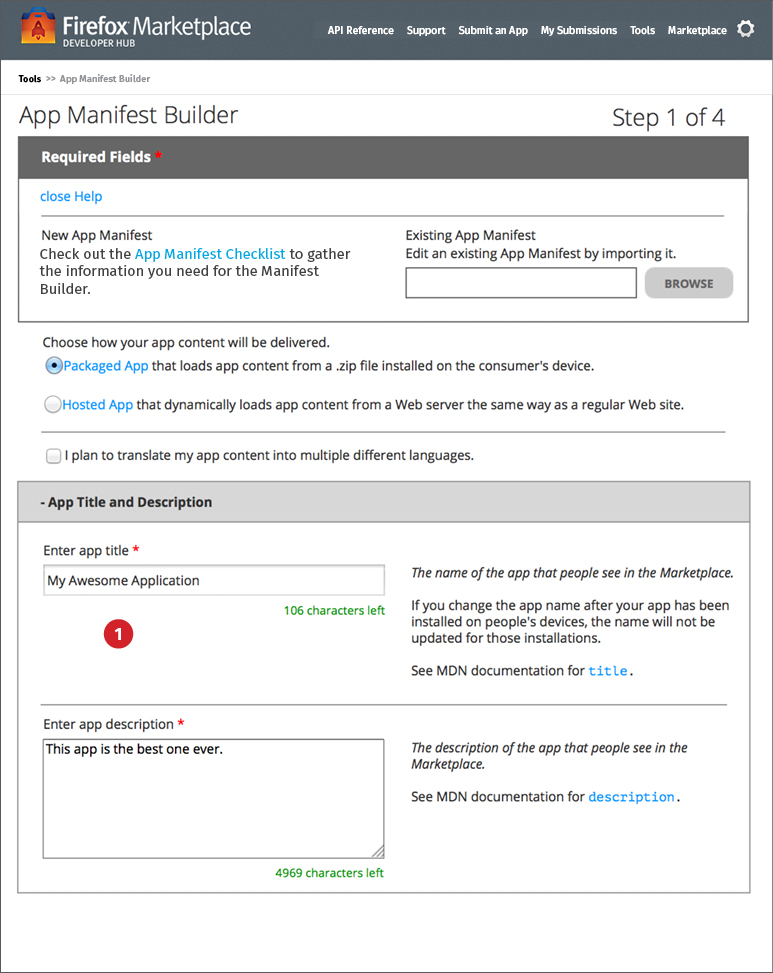 Firefox Marketplace
DEVELOPER HUB
API Reference Support Submit an App My Submissions Tools Marketplace
Tools >> App Manifest Builder
App Manifest Builder
Step 1 of 4
Required Fields *
close Help
New App Manifest
Check out the App Manifest Checklist to gather
the information you need for the Manifest
Builder.
Existing App Manifest
Edit an existing App Manifest by importing it.
BROWSE
Choose how your app content will be delivered.
Packaged App that loads app content from a .zip file installed on the consumer's device.
Hosted App that dynamically loads app content from a Web server the same way as a regular Web site.
I plan to translate my app content into multiple different languages.
- App Title and Description
Enter app title *
My Awesome Application
106 characters left
1
The name of the app that people see in the Marketplace.
If you change the app name after your app has been
installed on people's devices, the name will not be
updated for those installations.
See MDN documentation for title.
Enter app description *
This app is the best one ever.
4969 characters left
The description of the app that people see in the
Marketplace.
See MDN documentation for description.